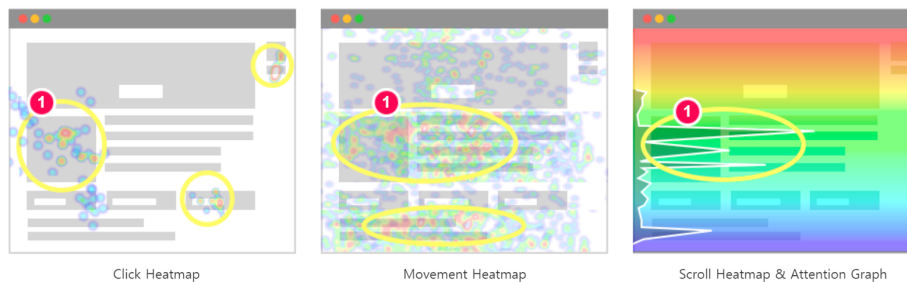 1
1
1
Click Heatmap
Movement Heatmap
Scroll Heatmap & Attention Graph